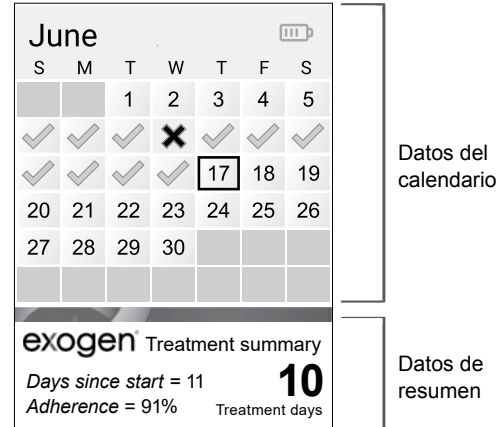 June
S M T W T F S
1 2 3 4 5
17 18 19
20 21 22 23 24 25 26
27 28 29 30
Datos del
calendario
exogen® Treatment summary
Days since start = 11
Adherence = 91%
10
Treatment days
Datos de
resumen